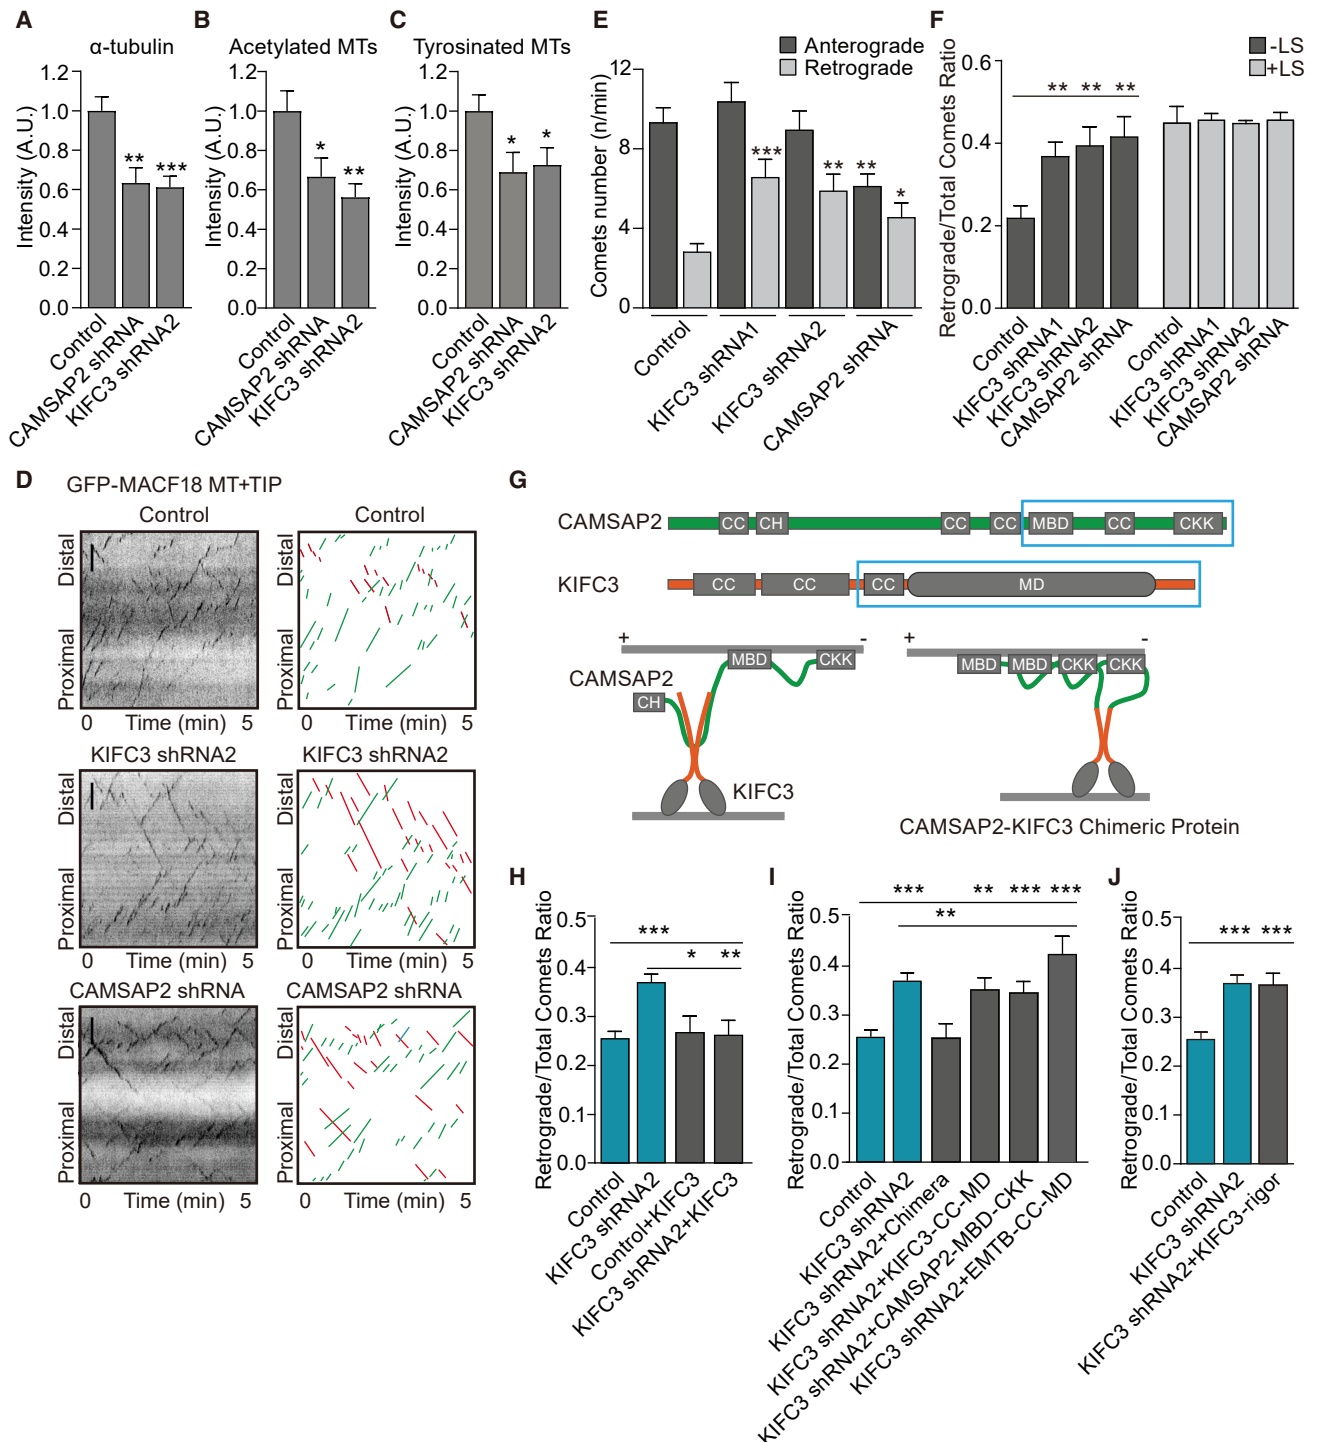 A
α-tubulin
Intensity (A.U.)
1.2
1.0
0.8
0.6
0.4
0.2
0.0
**
***
Control
CAMSAP2 shRNA
KIFC3 shRNA2
B
Acetylated MTs
Intensity (A.U.)
1.2
1.0
0.8
0.6
0.4
0.2
0.0
*
**
Control
CAMSAP2 shRNA
KIFC3 shRNA2
C
Tyrosinated MTs
Intensity (A.U.)
1.2
1.0
0.8
0.6
0.4
0.2
0.0
*
*
Control
CAMSAP2 shRNA
KIFC3 shRNA2
E
Anterograde
Retrograde
Comets number (n/min)
12
8
4
0
***
**
**
*
Control
KIFC3 shRNA1
KIFC3 shRNA2
CAMSAP2 shRNA
F
-LS
+LS
Retrograde/Total Comets Ratio
0.6
0.4
0.2
0.0
** ** **
Control
KIFC3 shRNA1
KIFC3 shRNA2
CAMSAP2 shRNA
Control
KIFC3 shRNA1
KIFC3 shRNA2
CAMSAP2 shRNA
D
GFP-MACF18 MT+TIP
Control
Control
Proximal Distal
0 Time (min) 5
Proximal Distal
0 Time (min) 5
KIFC3 shRNA2
KIFC3 shRNA2
Proximal Distal
0 Time (min) 5
Proximal Distal
0 Time (min) 5
CAMSAP2 shRNA
CAMSAP2 shRNA
Proximal Distal
0 Time (min) 5
Proximal Distal
0 Time (min) 5
G
CAMSAP2
CC CH CC CC MBD CC CKK
KIFC3
CC CC CC MD
+ -
MBD CKK
CAMSAP2
CH
KIFC3
+ -
MBD MBD CKK CKK
CAMSAP2-KIFC3 Chimeric Protein
H
Retrograde/Total Comets Ratio
0.5
0.4
0.3
0.2
0.1
0.0
***
* **
Control
KIFC3 shRNA2
Control+KIFC3
KIFC3 shRNA2+KIFC3
I
Retrograde/Total Comets Ratio
0.5
0.4
0.3
0.2
0.1
0.0
*** ** *** ***
**
Control
KIFC3 shRNA2
KIFC3 shRNA2+Chimera
KIFC3 shRNA2+KIFC3-CC-MD
KIFC3 shRNA2+CAMSAP2-MBD-CKK
KIFC3 shRNA2+EMTB-CC-MD
J
Retrograde/Total Comets Ratio
0.5
0.4
0.3
0.2
0.1
0.0
*** ***
Control
KIFC3 shRNA2
KIFC3 shRNA2+KIFC3-rigor